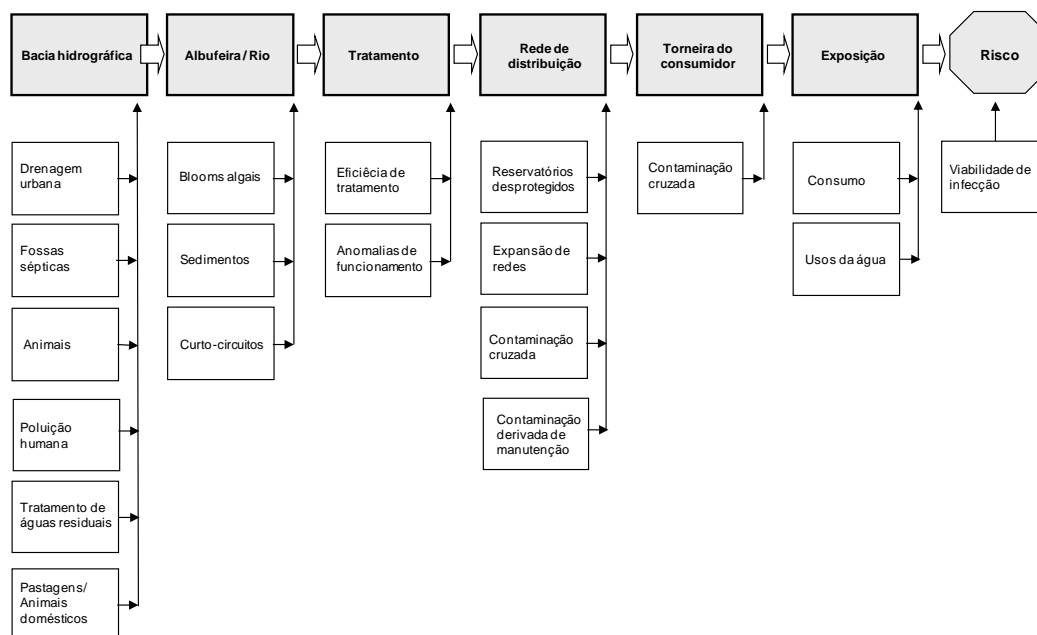 Bacia hidrográfica
Albufeira / Rio
Tratamento
Rede de
distribuição
Torneira do
consumidor
Exposição
Risco
Drenagem
urbana
Fossas
sépticas
Animais
Poluição
humana
Tratamento de
águas residuais
Pastagens/
Animais
domésticos
Blooms algais
Sedimentos
Curto-circuitos
Eficiêcia de
tratamento
Anomalias de
funcionamento
Reservatórios
desprotegidos
Expansão de
redes
Contaminação
cruzada
Contaminação
derivada de
manutenção
Contaminação
cruzada
Consumo
Usos da água
Viabilidade de
infecção